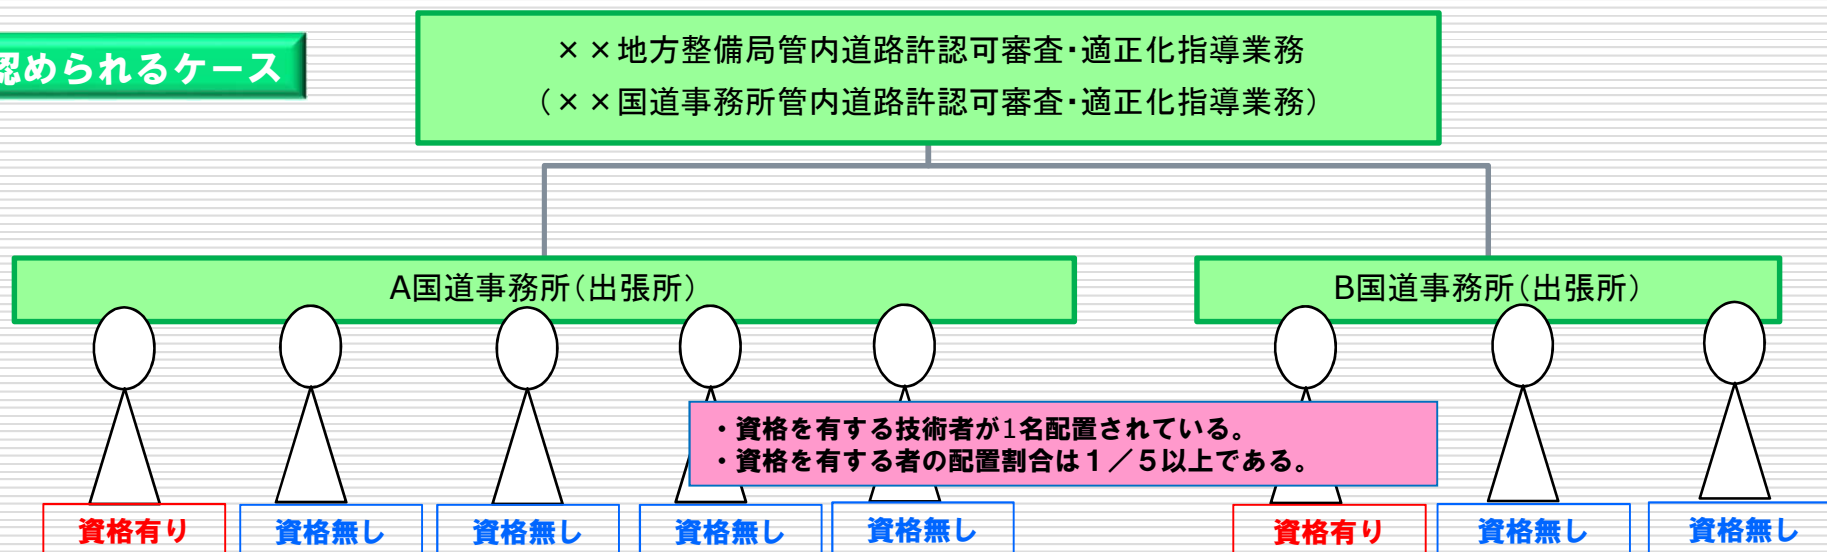 認められるケース
××地方整備局管内道路許認可審査・適正化指導業務
（××国道事務所管内道路許認可審査・適正化指導業務）
A国道事務所（出張所）
B国道事務所（出張所）
・資格を有する技術者が1名配置されている。
・資格を有する者の配置割合は１／５以上である。
資格有り
資格無し
資格無し
資格無し
資格無し
資格有り
資格無し
資格無し